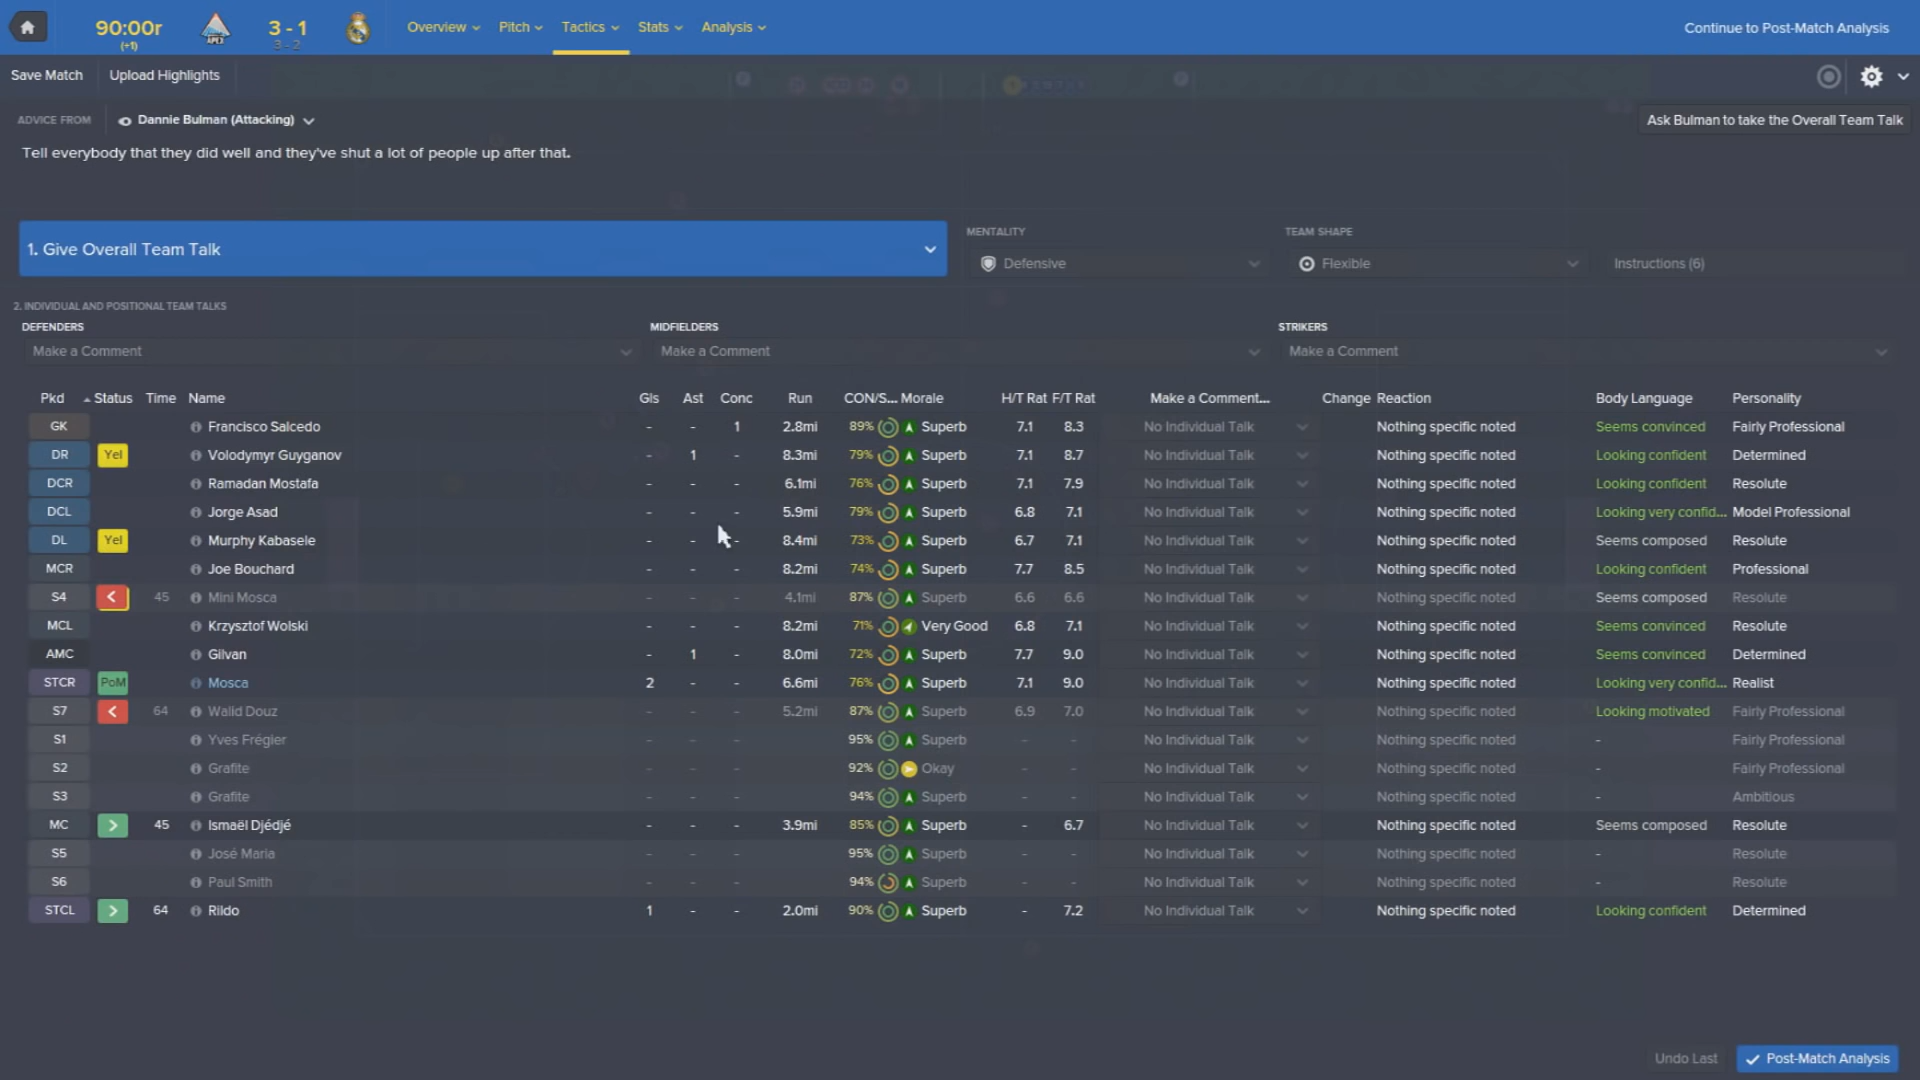 90:00r
(+1)
APEX
3 - 1
3 - 2
Overview
Pitch
Tactics
Stats
Analysis
Continue to Post-Match Analysis
Save Match
Upload Highlights
ADVICE FROM
Dannie Bulman (Attacking)
Ask Bulman to take the Overall Team Talk
Tell everybody that they did well and they've shut a lot of people up after that.
1. Give Overall Team Talk
MENTALITY
Defensive
TEAM SHAPE
Flexible
Instructions (6)
2. INDIVIDUAL AND POSITIONAL TEAM TALKS
DEFENDERS
MIDFIELDERS
STRIKERS
Make a Comment
Make a Comment
Make a Comment
Pkd Status Time Name Gls Ast Conc Run CON/S... Morale H/T Rat F/T Rat Make a Comment... Change Reaction Body Language Personality
GK Francisco Salcedo - - 1 2.8mi 89% Superb 7.1 8.3 No Individual Talk Nothing specific noted Seems convinced Fairly Professional
DR Yel Volodymyr Guyganov - 1 - 8.3mi 79% Superb 7.1 8.7 No Individual Talk Nothing specific noted Looking confident Determined
DCR Ramadan Mostafa - - - 6.1mi 76% Superb 7.1 7.9 No Individual Talk Nothing specific noted Looking confident Resolute
DCL Jorge Asad - - - 5.9mi 79% Superb 6.8 7.1 No Individual Talk Nothing specific noted Looking very confid... Model Professional
DL Yel Murphy Kabasele - - - 8.4mi 73% Superb 6.7 7.1 No Individual Talk Nothing specific noted Seems composed Resolute
MCR Joe Bouchard - - - 8.2mi 74% Superb 7.7 8.5 No Individual Talk Nothing specific noted Looking confident Professional
S4 45 Mini Mosca - - - 4.1mi 87% Superb 6.6 6.6 No Individual Talk Nothing specific noted Seems composed Resolute
MCL Krzysztof Wolski - - - 8.2mi 71% Very Good 6.8 7.1 No Individual Talk Nothing specific noted Seems convinced Resolute
AMC Gilvan - 1 - 8.0mi 72% Superb 7.7 9.0 No Individual Talk Nothing specific noted Seems convinced Determined
STCR PoM Mosca 2 - - 6.6mi 76% Superb 7.1 9.0 No Individual Talk Nothing specific noted Looking very confid... Realist
S7 64 Walid Douz - - - 5.2mi 87% Superb 6.9 7.0 No Individual Talk Nothing specific noted Looking motivated Fairly Professional
S1 Yves Frégier - - - 95% Superb - - No Individual Talk Nothing specific noted - Fairly Professional
S2 Grafite - - - 92% Okay - - No Individual Talk Nothing specific noted - Fairly Professional
S3 Grafite - - - 94% Superb - - No Individual Talk Nothing specific noted - Ambitious
MC 45 Ismaël Djédjé - - - 3.9mi 85% Superb - 6.7 No Individual Talk Nothing specific noted Seems composed Resolute
S5 José Maria - - - 95% Superb - - No Individual Talk Nothing specific noted - Resolute
S6 Paul Smith - - - 94% Superb - - No Individual Talk Nothing specific noted - Resolute
STCL 64 Rildo 1 - - 2.0mi 90% Superb - 7.2 No Individual Talk Nothing specific noted Looking confident Determined
Undo Last
Post-Match Analysis